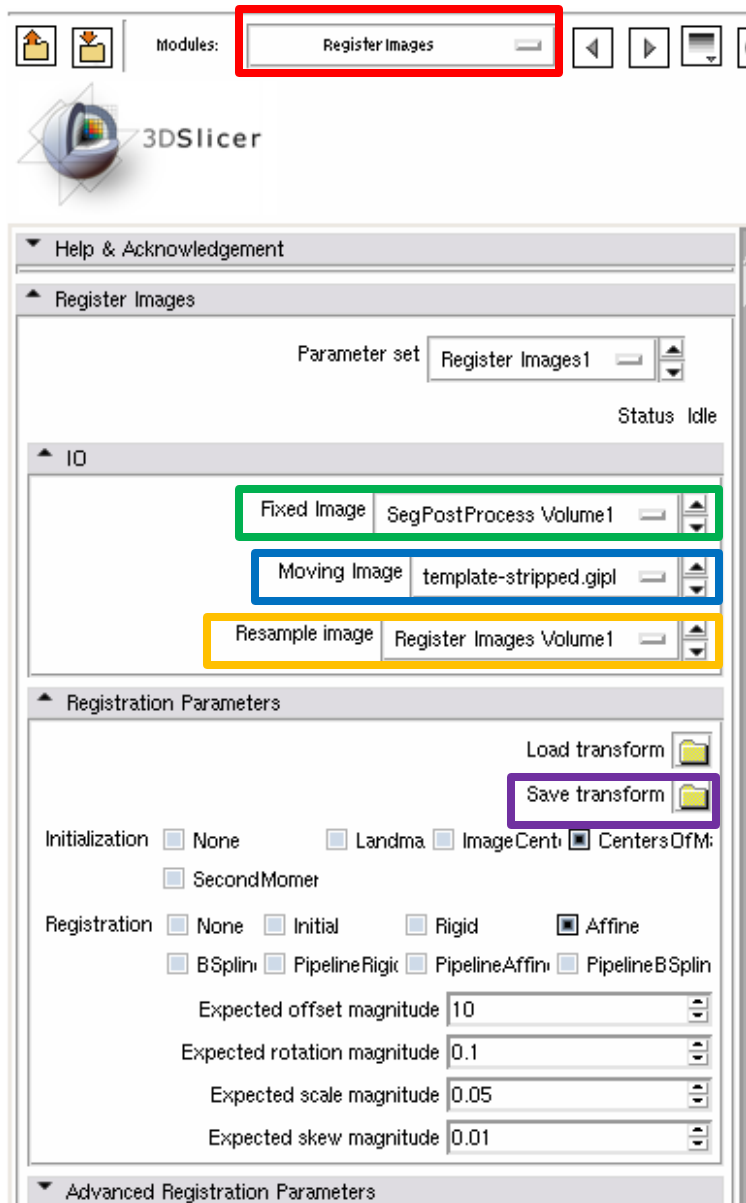 Modules: Register Images
3DSlicer
Help & Acknowledgement
Register Images
Parameter set Register Images1
Status Idle
IO
Fixed Image SegPostProcess Volume1
Moving Image template-stripped.gipl
Resample image Register Images Volume1
Registration Parameters
Load transform
Save transform
Initialization None Landma ImageCent CentersOfM
SecondMomer
Registration None Initial Rigid Affine
BSplin PipelineRigi PipelineAffin PipelineBSplin
Expected offset magnitude 10
Expected rotation magnitude 0.1
Expected scale magnitude 0.05
Expected skew magnitude 0.01
Advanced Registration Parameters